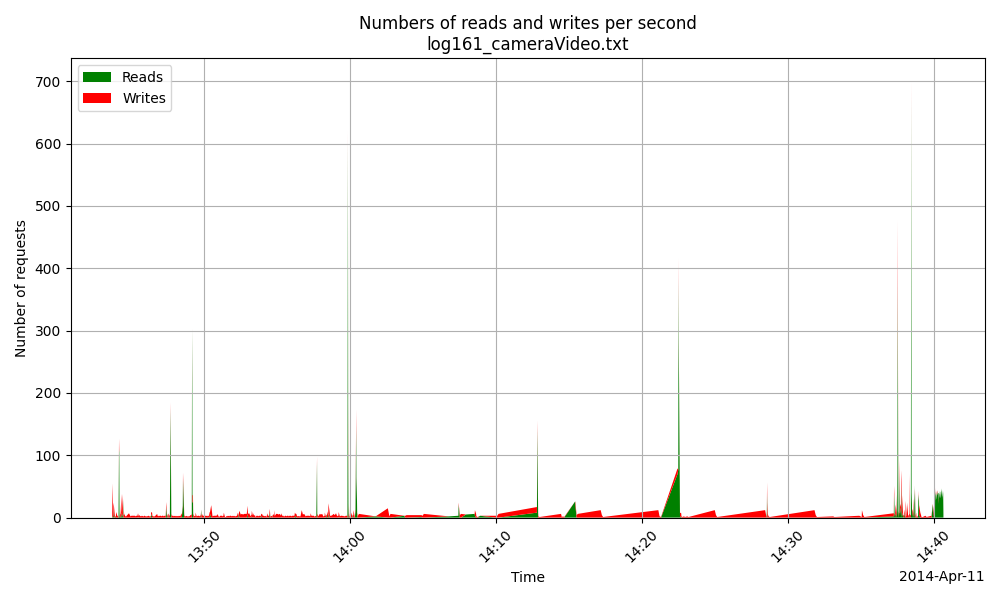 Numbers of reads and writes per second
log161_cameraVideo.txt
Reads
Writes
Number of requests
700
600
500
400
300
200
100
0
13:50
14:00
14:10
14:20
14:30
14:40
Time
2014-Apr-11